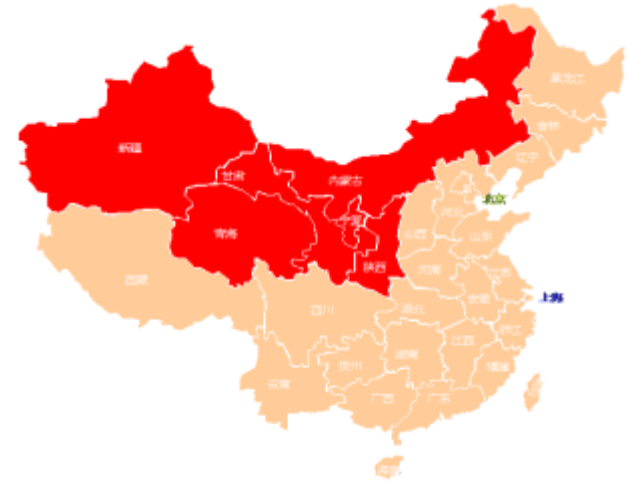 黑龙江
吉林
辽宁
新疆
甘肃
内蒙古
北京
河北
宁夏
青海
山西
山东
陕西
河南
西藏
江苏
安徽
上海
四川
湖北
浙江
江西
湖南
贵州
福建
云南
广西
广东
海南